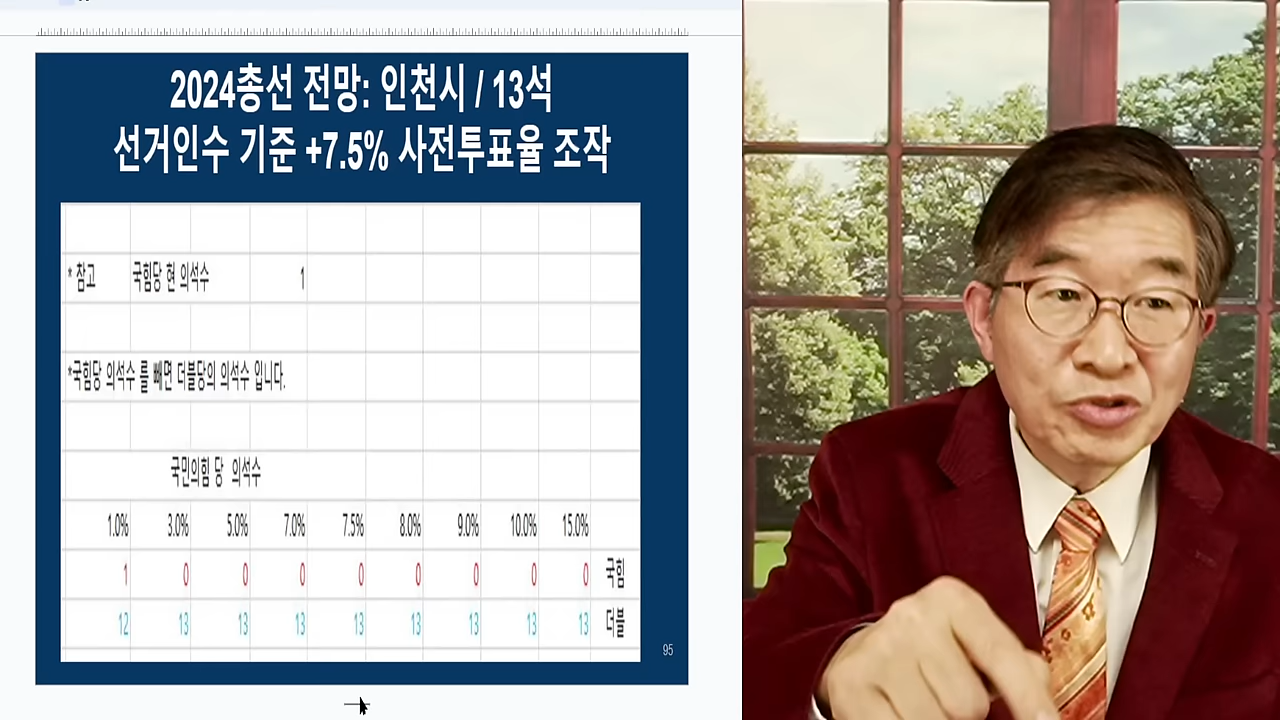 2024총선 전망: 인천시 / 13석
선거인수 기준 +7.5% 사전투표율 조작
* 참고 국힘당 현 의석수 1
*국힘당 의석수 를 빼면 더블당의 의석수 입니다.
국민의힘 당 의석수
1.0% 3.0% 5.0% 7.0% 7.5% 8.0% 9.0% 10.0% 15.0%
1 0 0 0 0 0 0 0 0 국힘
12 13 13 13 13 13 13 13 13 더블
95